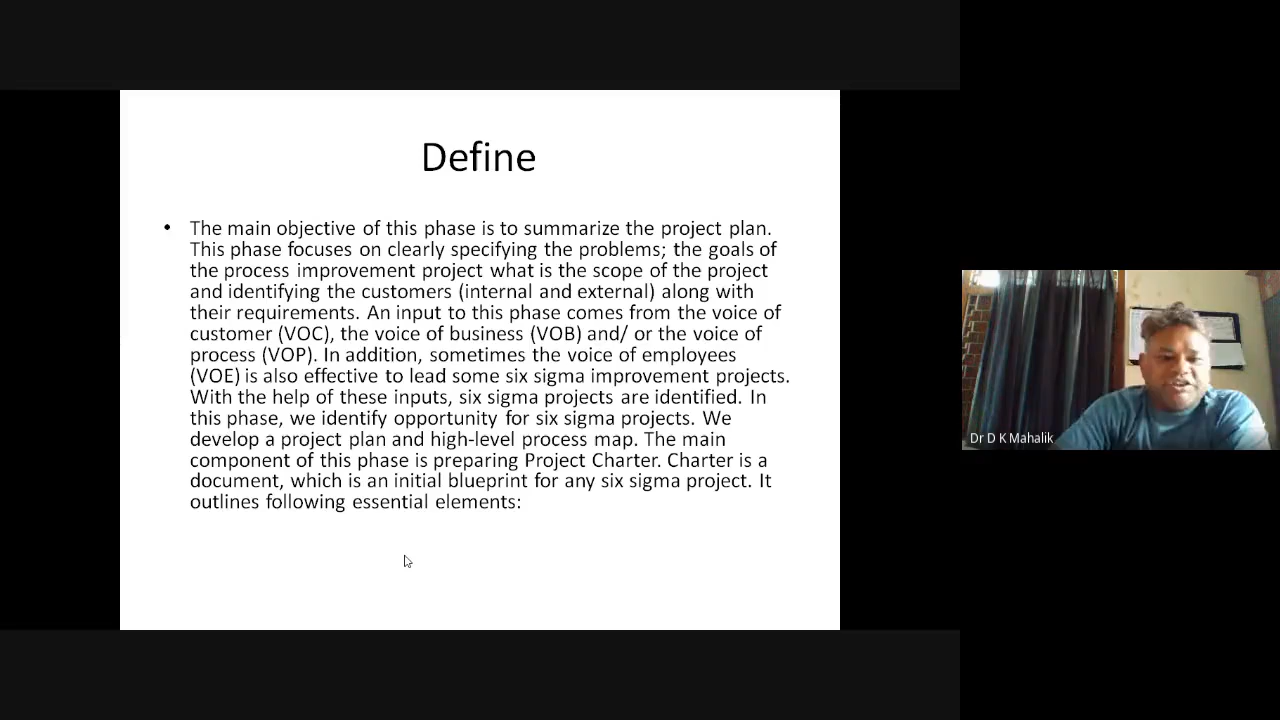 Define
• The main objective of this phase is to summarize the project plan.
This phase focuses on clearly specifying the problems; the goals of
the process improvement project what is the scope of the project
and identifying the customers (internal and external) along with
their requirements. An input to this phase comes from the voice of
customer (VOC), the voice of business (VOB) and/ or the voice of
process (VOP). In addition, sometimes the voice of employees
(VOE) is also effective to lead some six sigma improvement projects.
With the help of these inputs, six sigma projects are identified. In
this phase, we identify opportunity for six sigma projects. We
develop a project plan and high-level process map. The main
component of this phase is preparing Project Charter. Charter is a
document, which is an initial blueprint for any six sigma project. It
outlines following essential elements:
Dr D K Mahalik